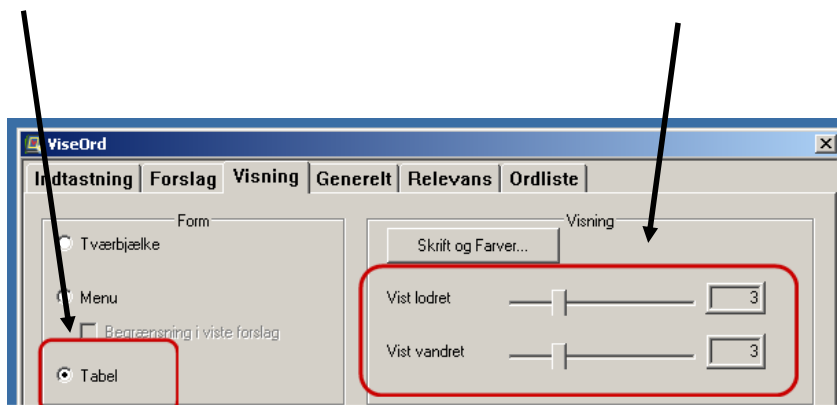 ViseOrd
Indtastning Forslag Visning Generelt Relevans Ordliste
Form
Tværbjælke
Menu
Begrænsning i viste forslag
Tabel
Visning
Skrift og Farver...
Vist lodret 3
Vist vandret 3